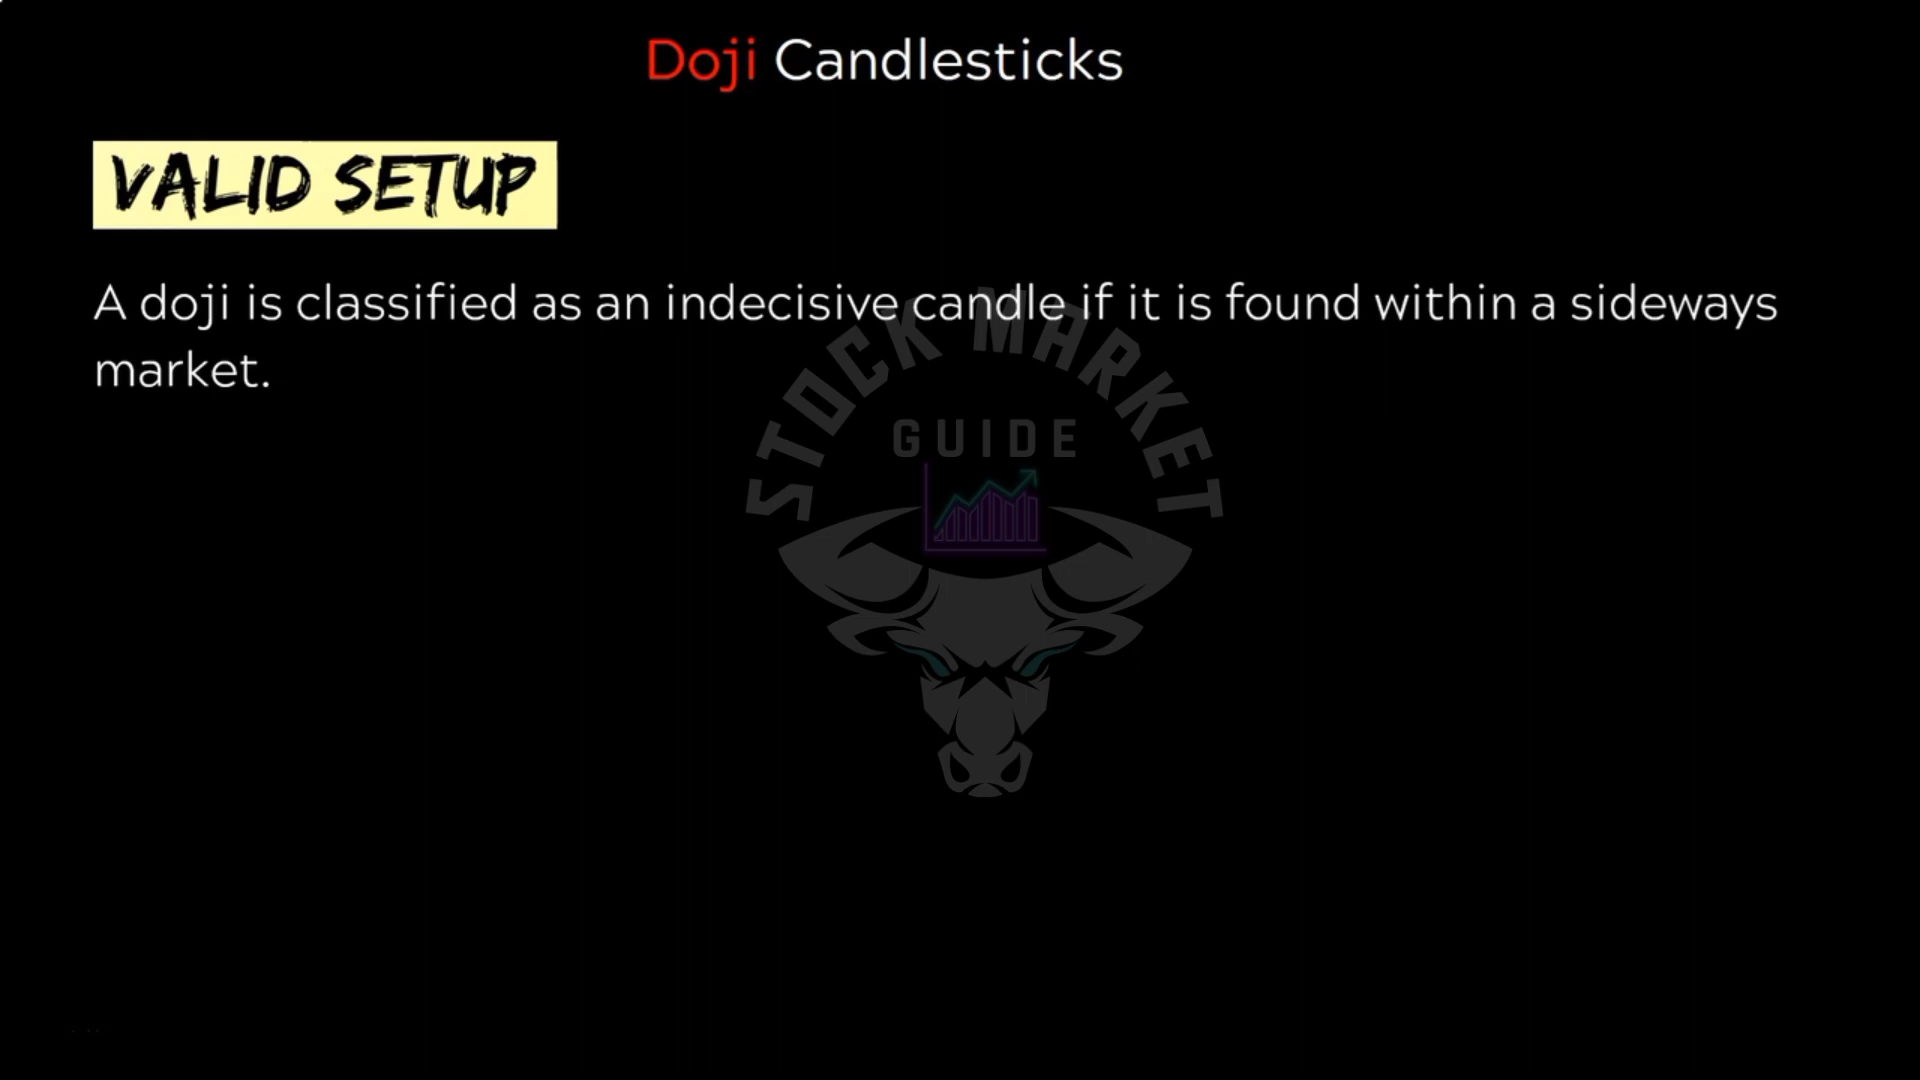 Doji Candlesticks
VALID SETUP
A doji is classified as an indecisive candle if it is found within a sideways
market.
STOCK MARKET
GUIDE